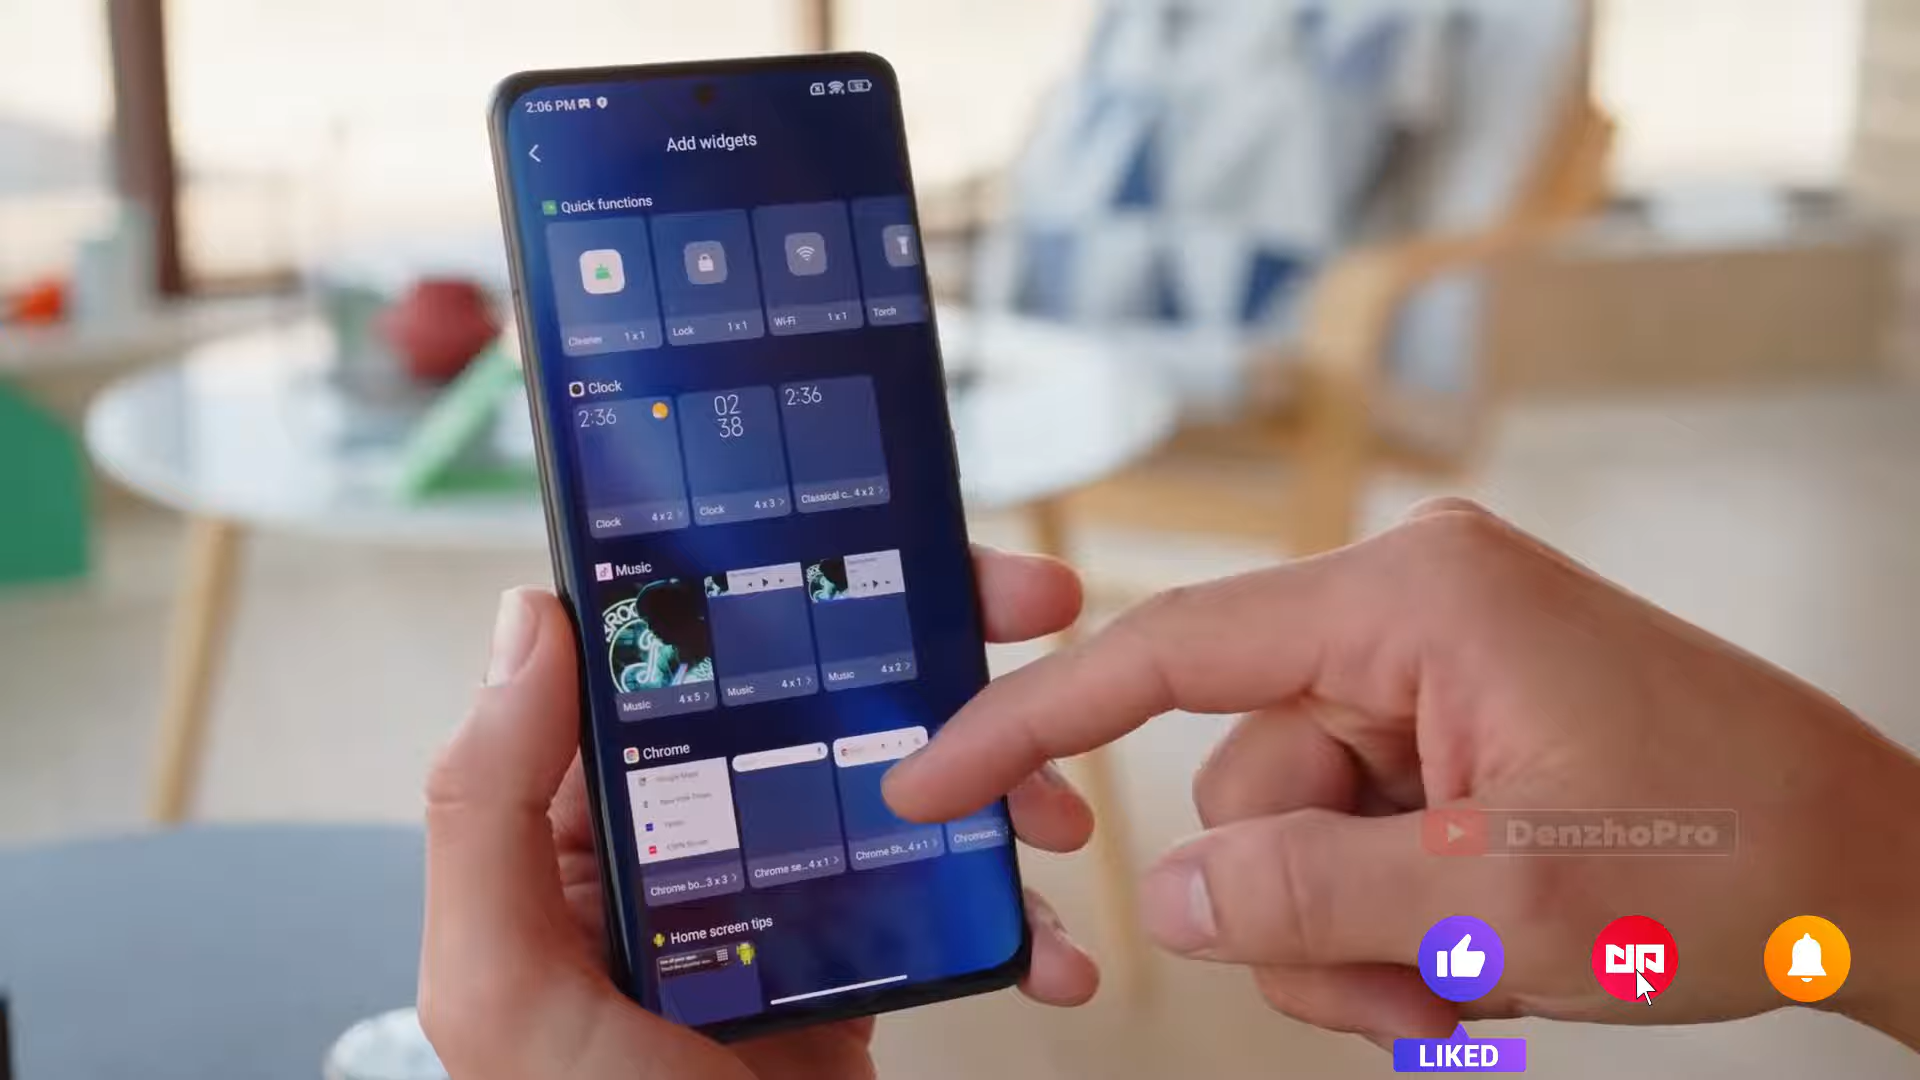 2:06 PM
Add widgets
Quick functions
Cleaner 1 x 1
Lock 1 x 1
Wi-Fi 1 x 1
Torch
Clock
2:36
02
38
2:36
Clock 4 x 2
Clock 4 x 3
Classical c... 4 x 2
Music
Music 4 x 5
Music 4 x 1
Music 4 x 2
Chrome
Chrome bo... 3 x 3
Chrome se... 4 x 1
Chrome Sh... 4 x 1
Home screen tips
DenzhoPro
LIKED